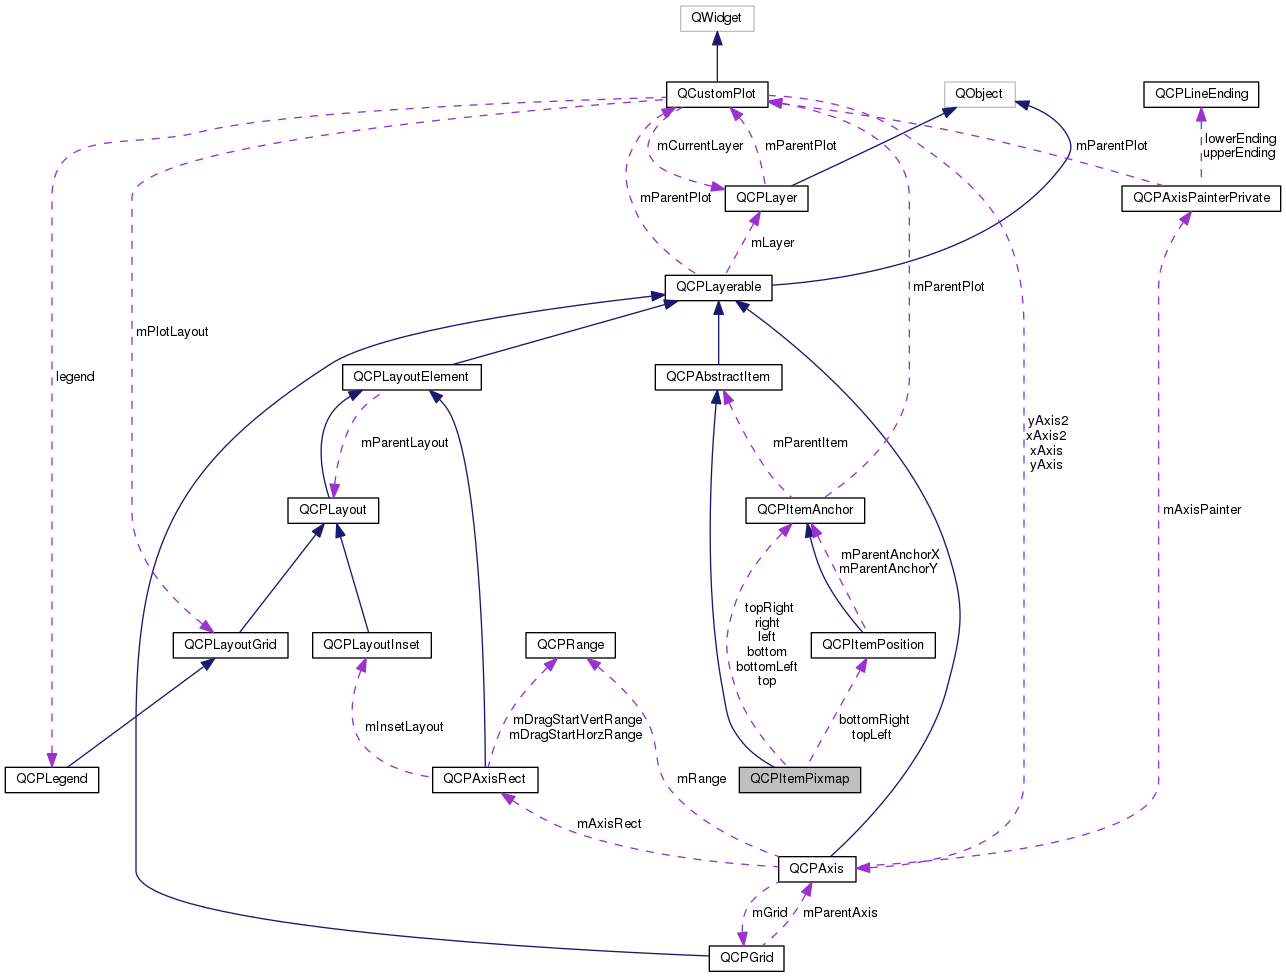 QWidget
QCustomPlot
QObject
QCPLineEnding
lowerEnding
upperEnding
mCurrentLayer
mParentPlot
mParentPlot
QCPLayer
QCPAxisPainterPrivate
mParentPlot
mLayer
QCPLayerable
mParentPlot
mPlotLayout
legend
QCPLayoutElement
QCPAbstractItem
yAxis2
xAxis2
xAxis
yAxis
mParentLayout
mParentItem
QCPLayout
QCPItemAnchor
mAxisPainter
mParentAnchorX
mParentAnchorY
topRight
right
left
bottom
bottomLeft
top
QCPLayoutGrid
QCPLayoutInset
QCPRange
QCPItemPosition
mInsetLayout
mDragStartVertRange
mDragStartHorzRange
bottomRight
topLeft
QCPLegend
QCPAxisRect
mRange
QCPItemPixmap
mAxisRect
QCPAxis
mGrid
mParentAxis
QCPGrid